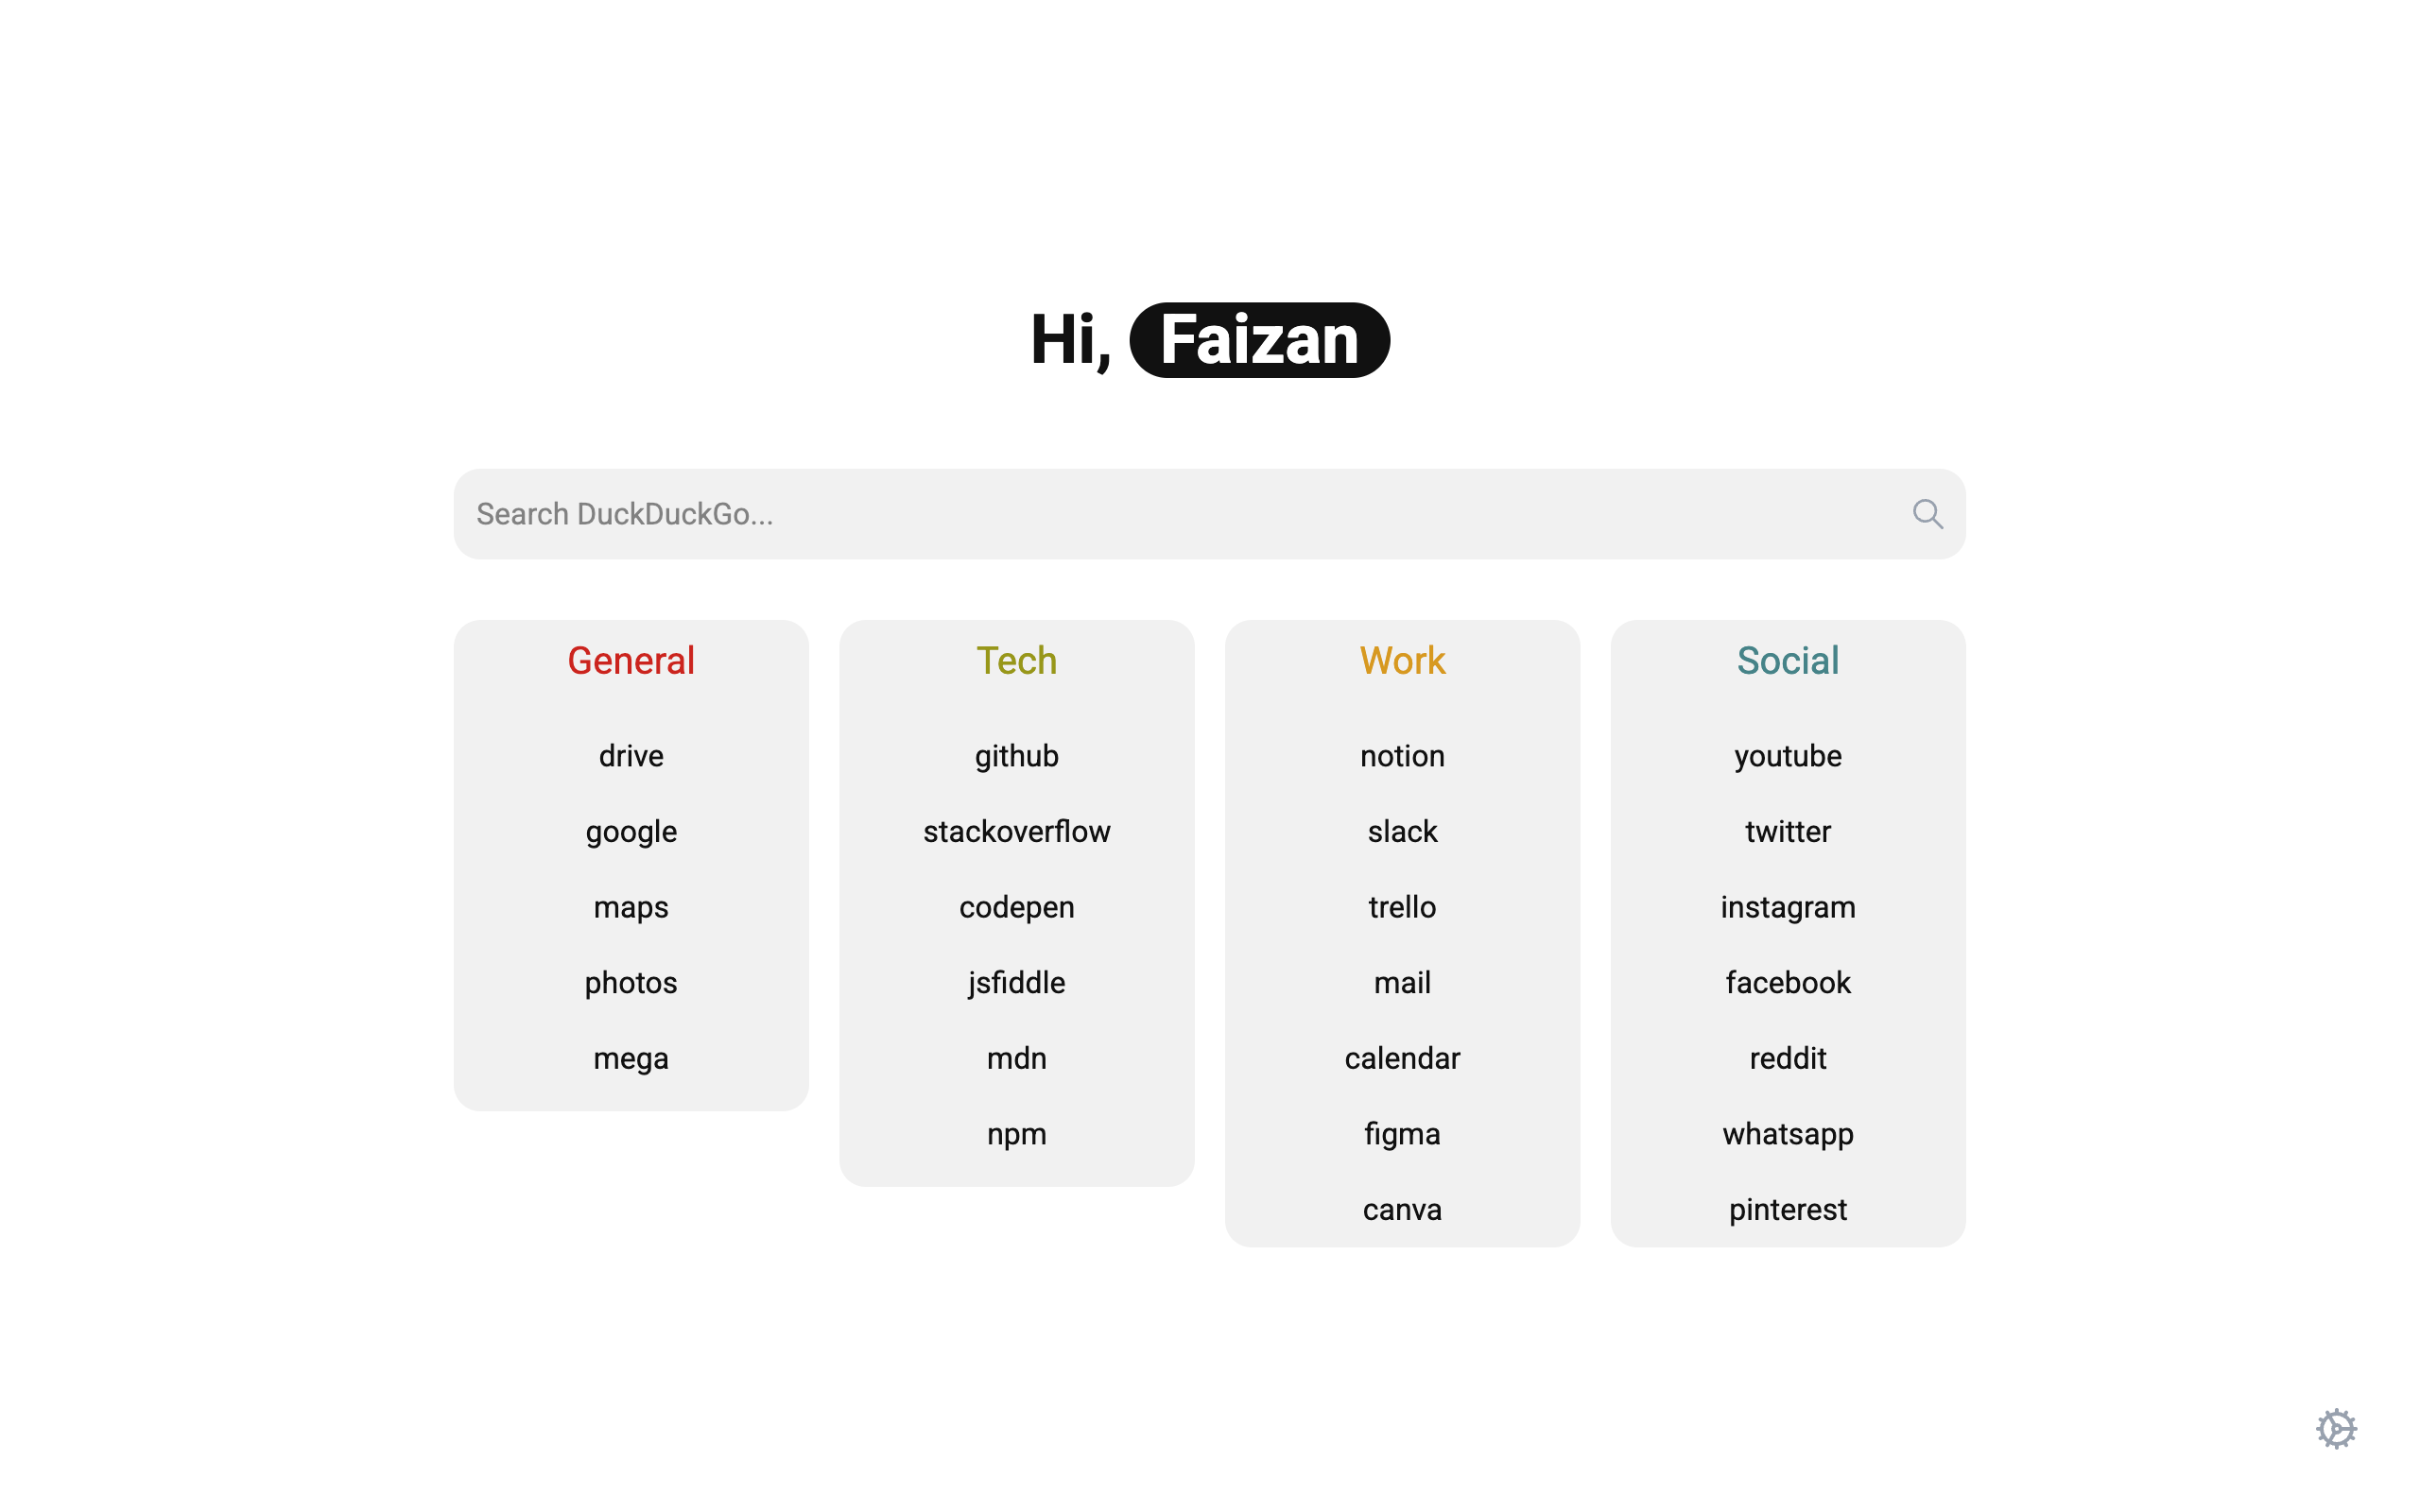 Hi, Faizan
Search DuckDuckGo...
General
drive
google
maps
photos
mega
Tech
github
stackoverflow
codepen
jsfiddle
mdn
npm
Work
notion
slack
trello
mail
calendar
figma
canva
Social
youtube
twitter
instagram
facebook
reddit
whatsapp
pinterest